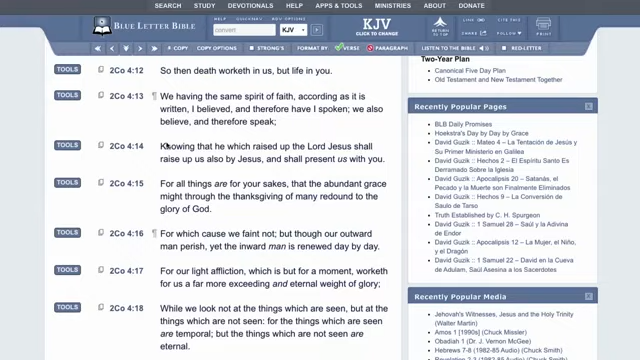 SEARCH STUDY DEVOTIONALS HELP APPS & TOOLS MINISTRIES ABOUT DONATE
BLUE LETTER BIBLE
QUICKNAV
BOX OPTIONS
convert
KJV
KJV
CLICK TO CHANGE
RETURN
TO TOP
LINK
CITE THIS
SHARE
FOLLOW
PRINT
COPY COPY OPTIONS STRONG'S FORMAT BY VERSE PARAGRAPH LISTEN TO THE BIBLE RED-LETTER
TOOLS 2Co 4:12 So then death worketh in us, but life in you.
TOOLS 2Co 4:13 ¶ We having the same spirit of faith, according as it is
written, I believed, and therefore have I spoken; we also
believe, and therefore speak;
TOOLS 2Co 4:14 Knowing that he which raised up the Lord Jesus shall
raise up us also by Jesus, and shall present us with you.
TOOLS 2Co 4:15 For all things are for your sakes, that the abundant grace
might through the thanksgiving of many redound to the
glory of God.
TOOLS 2Co 4:16 ¶ For which cause we faint not; but though our outward
man perish, yet the inward man is renewed day by day.
TOOLS 2Co 4:17 For our light affliction, which is but for a moment, worketh
for us a far more exceeding and eternal weight of glory;
TOOLS 2Co 4:18 While we look not at the things which are seen, but at the
things which are not seen: for the things which are seen
are temporal; but the things which are not seen are
eternal.
Two-Year Plan
Canonical Five Day Plan
Old Testament and New Testament Together
Recently Popular Pages
BLB Daily Promises
Hoekstra's Day by Day by Grace
David Guzik :: Mateo 4 – La Tentación de Jesús y
Su Primer Ministerio en Galilea
David Guzik :: Hechos 2 – El Espíritu Santo Es
Derramado Sobre la Iglesia
David Guzik :: Apocalipsis 20 – Satanás, el
Pecado y la Muerte son Finalmente Eliminados
David Guzik :: Hechos 9 – La Conversión de
Saulo de Tarso
Truth Established by C. H. Spurgeon
David Guzik :: 1 Samuel 28 – Saúl y la Adivina
de Endor
David Guzik :: Apocalipsis 12 – La Mujer, el Niño,
y el Dragón
David Guzik :: 1 Samuel 22 – David en la Cueva
de Adulam, Saúl Asesina a los Sacerdotes
Recently Popular Media
Jehovah's Witnesses, Jesus and the Holy Trinity
(Walter Martin)
Amos 1 [1990s] (Chuck Missler)
Obadiah 1 (Dr. J. Vernon McGee)
Hebrews 7-8 (1982-85 Audio) (Chuck Smith)